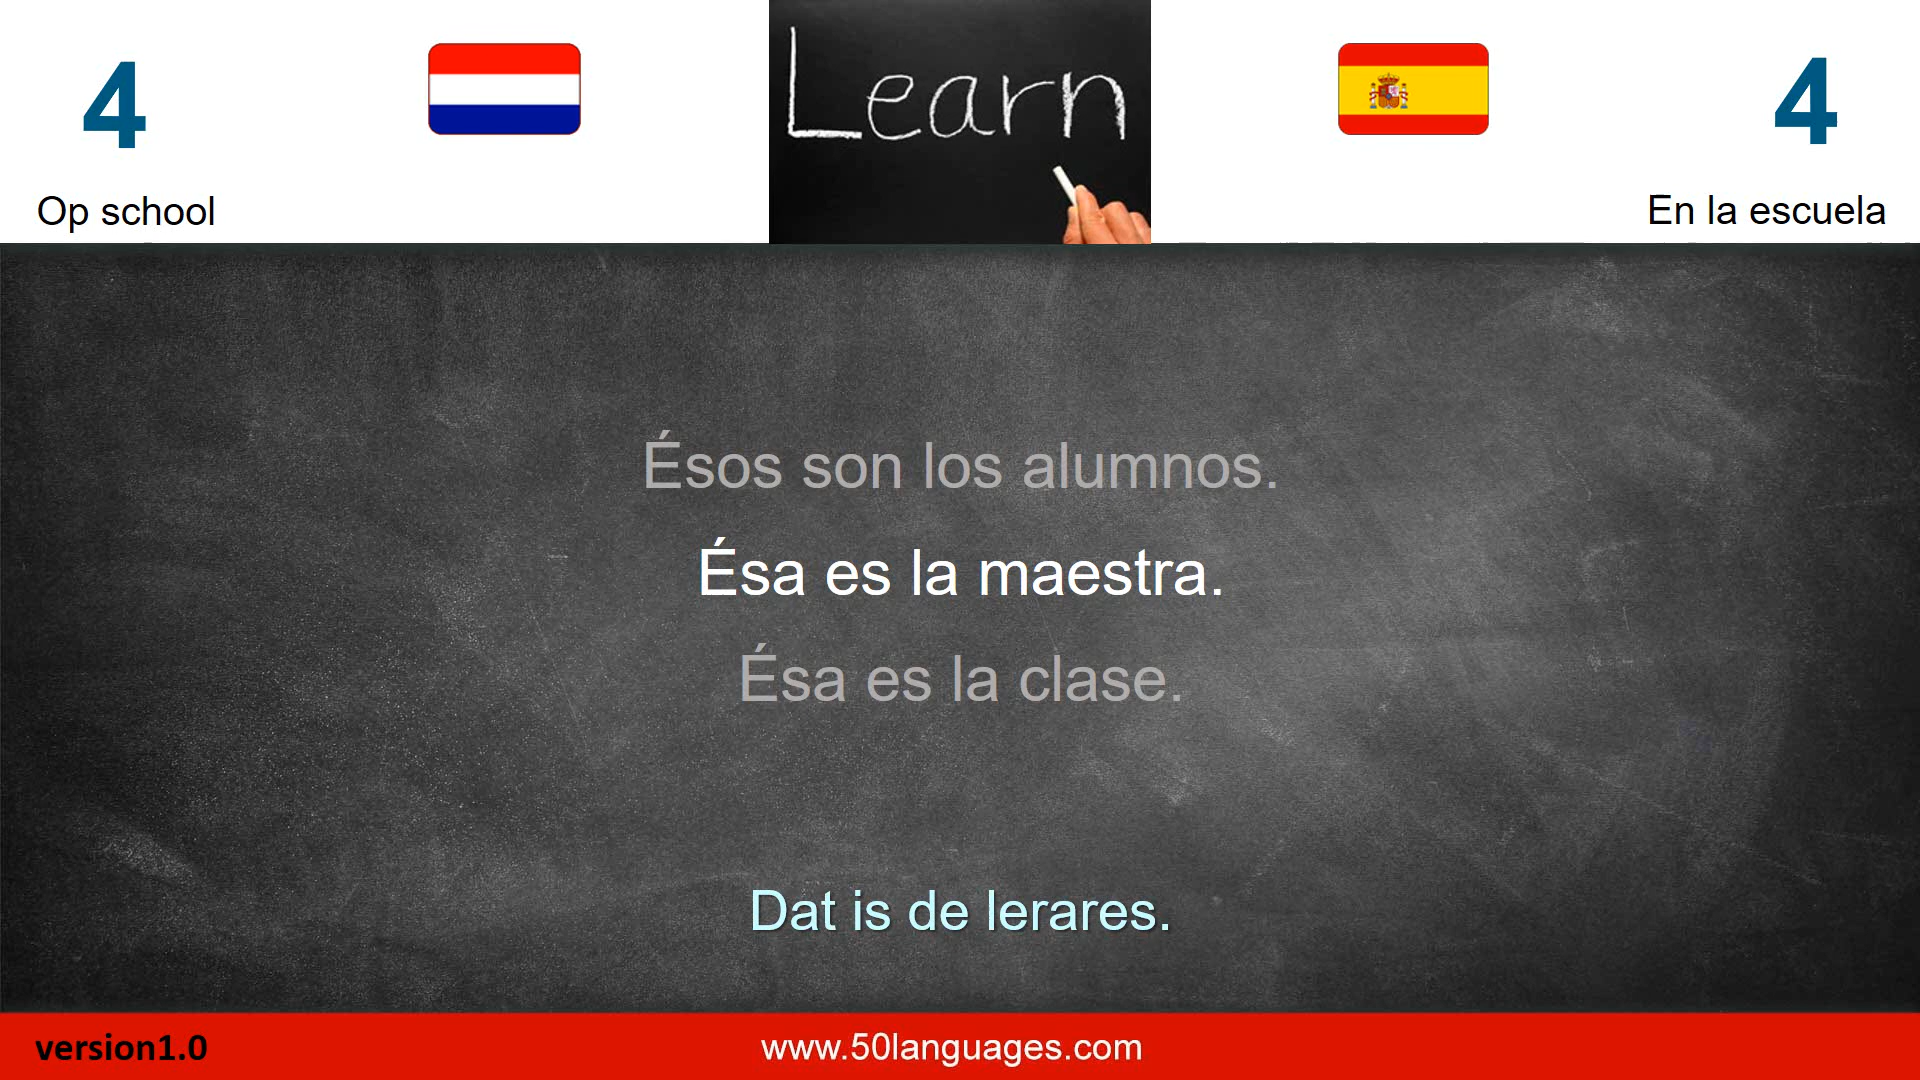 4
Learn
4
Op school
En la escuela
Ésos son los alumnos.
Ésa es la maestra.
Ésa es la clase.
Dat is de lerares.
version1.0
www.50languages.com